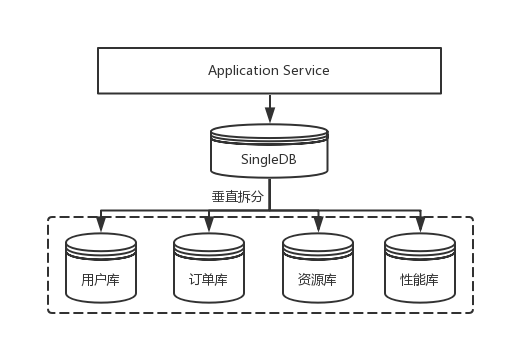 Application Service
SingleDB
垂直拆分
用户库
订单库
资源库
性能库